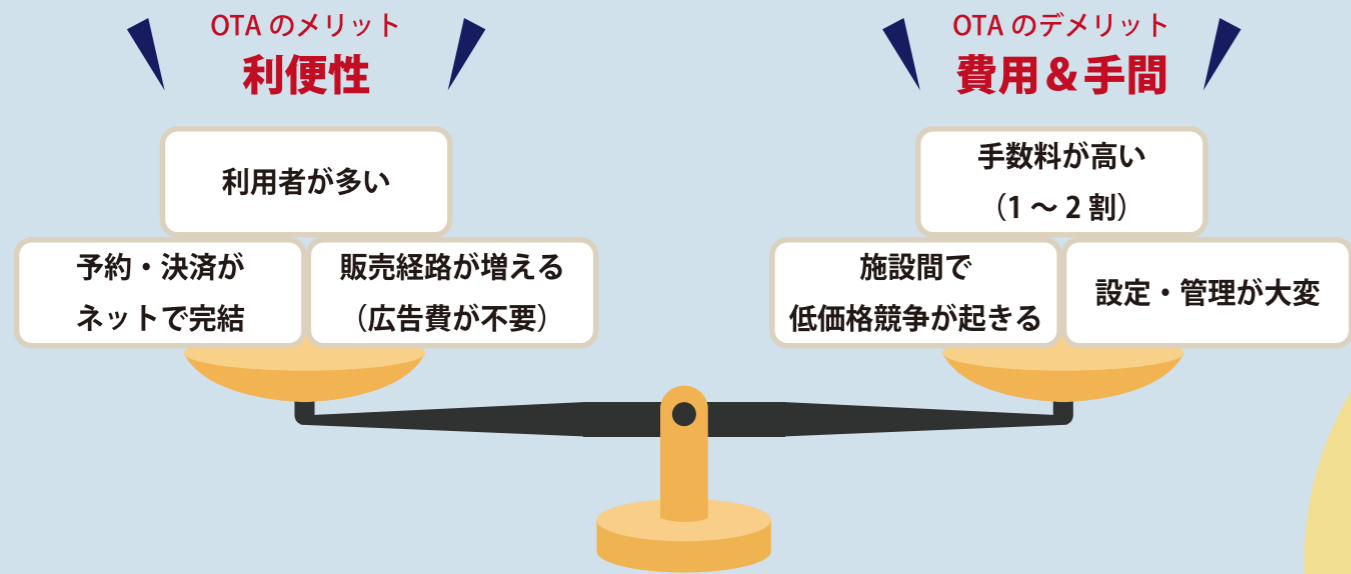 OTA のメリット
利便性
利用者が多い
予約・決済が
ネットで完結
販売経路が増える
（広告費が不要）
OTA のデメリット
費用＆手間
手数料が高い
（1 〜 2 割）
施設間で
低価格競争が起きる
設定・管理が大変